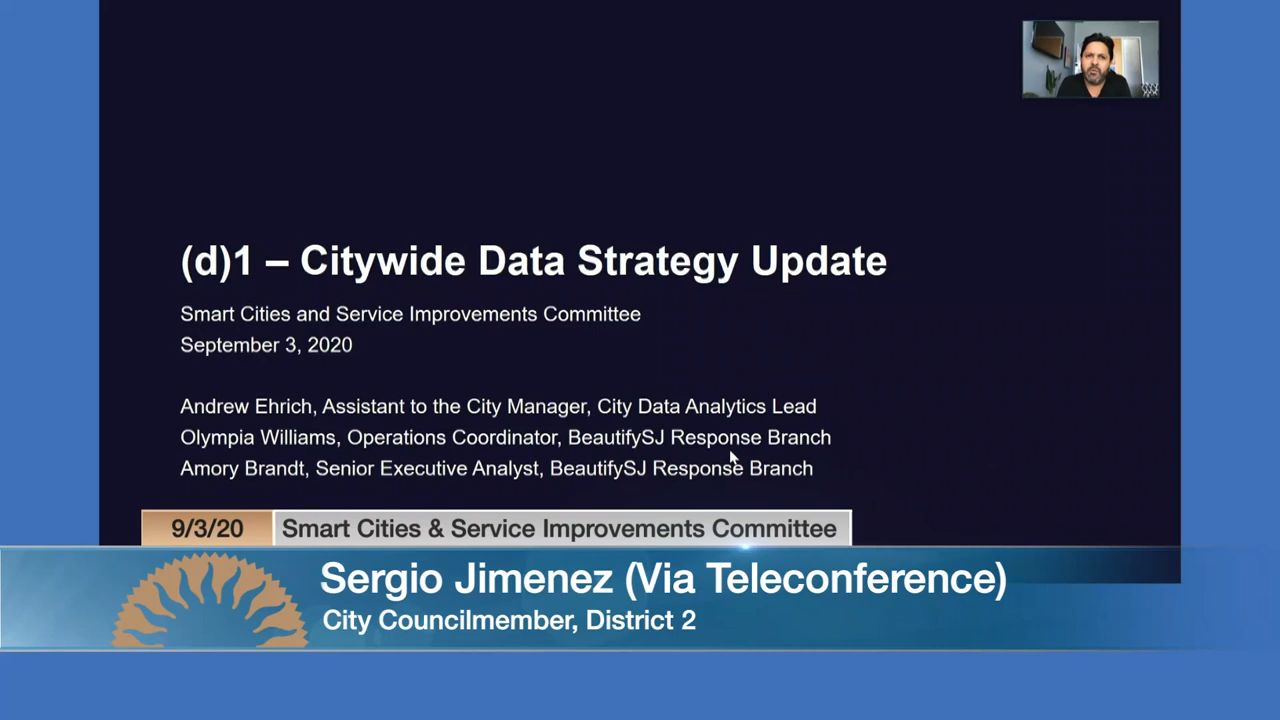 (d)1 – Citywide Data Strategy Update
Smart Cities and Service Improvements Committee
September 3, 2020
Andrew Ehrich, Assistant to the City Manager, City Data Analytics Lead
Olympia Williams, Operations Coordinator, BeautifySJ Response Branch
Amory Brandt, Senior Executive Analyst, BeautifySJ Response Branch
9/3/20 Smart Cities & Service Improvements Committee
Sergio Jimenez (Via Teleconference)
City Councilmember, District 2